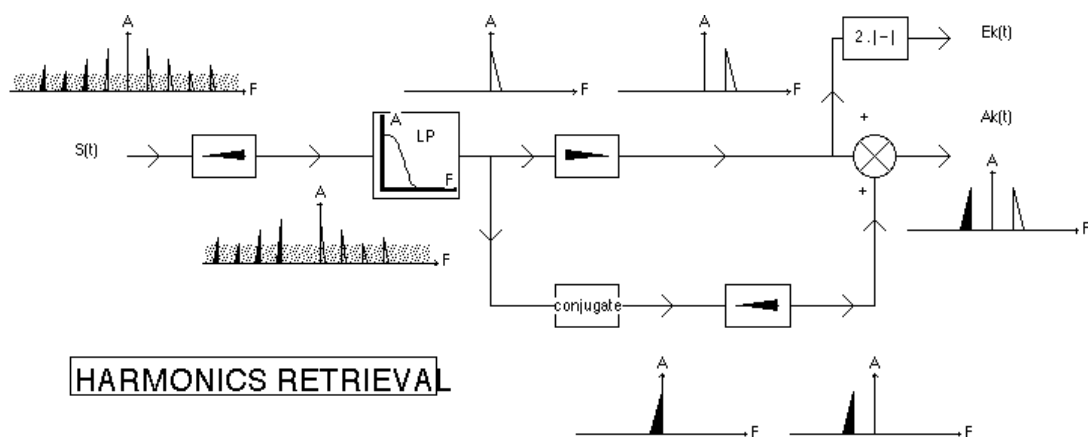 A
A
A
2.|-|
Ek(t)
F
F
F
+
Ak(t)
S(t)
A
LP
F
+
A
A
F
F
conjugate
HARMONICS RETRIEVAL
A
A
F
F